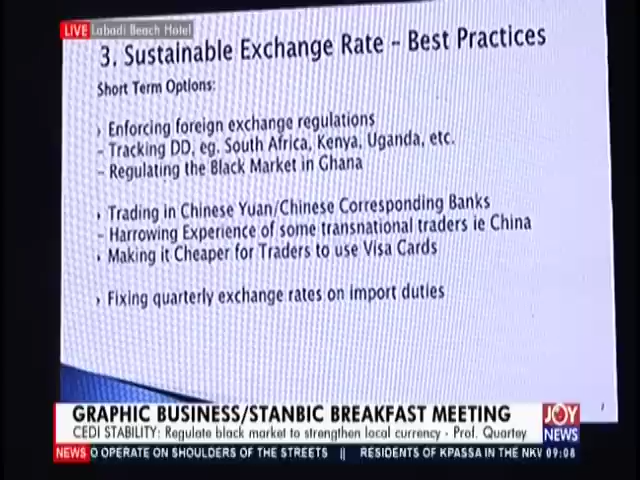 LIVE Labadi Beach Hotel
3. Sustainable Exchange Rate – Best Practices
Short Term Options:
› Enforcing foreign exchange regulations
– Tracking DD, eg. South Africa, Kenya, Uganda, etc.
– Regulating the Black Market in Ghana
› Trading in Chinese Yuan/Chinese Corresponding Banks
– Harrowing Experience of some transnational traders ie China
› Making it Cheaper for Traders to use Visa Cards
› Fixing quarterly exchange rates on import duties
GRAPHIC BUSINESS/STANBIC BREAKFAST MEETING
CEDI STABILITY: Regulate black market to strengthen local currency - Prof. Quartey
JOY
NEWS
NEWS O OPERATE ON SHOULDERS OF THE STREETS || RESIDENTS OF KPASSA IN THE NKV 09:08